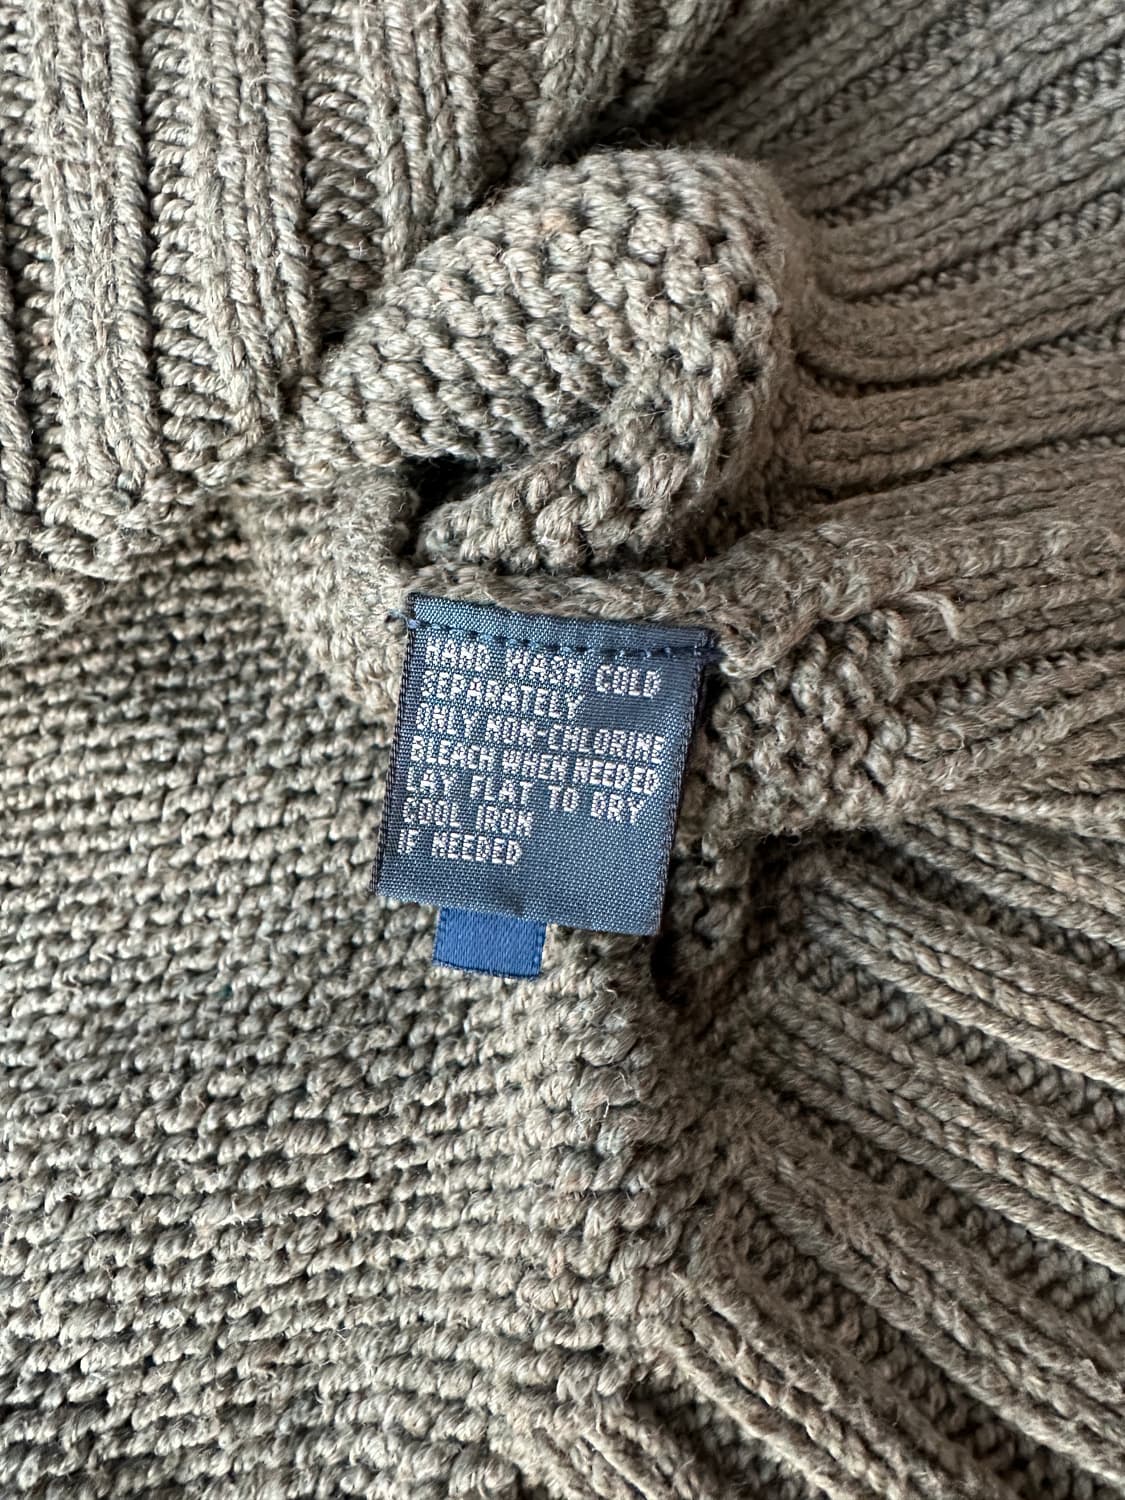 HAND WASH COLD
SEPARATELY
ONLY NON-CHLORINE
BLEACH WHEN NEEDED
LAY FLAT TO DRY
COOL IRON
IF NEEDED